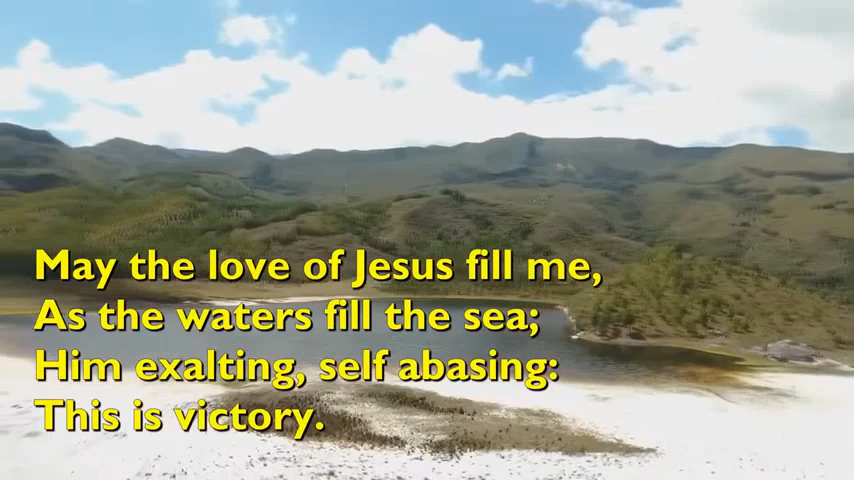 May the love of Jesus fill me,
As the waters fill the sea;
Him exalting, self abasing:
This is victory.